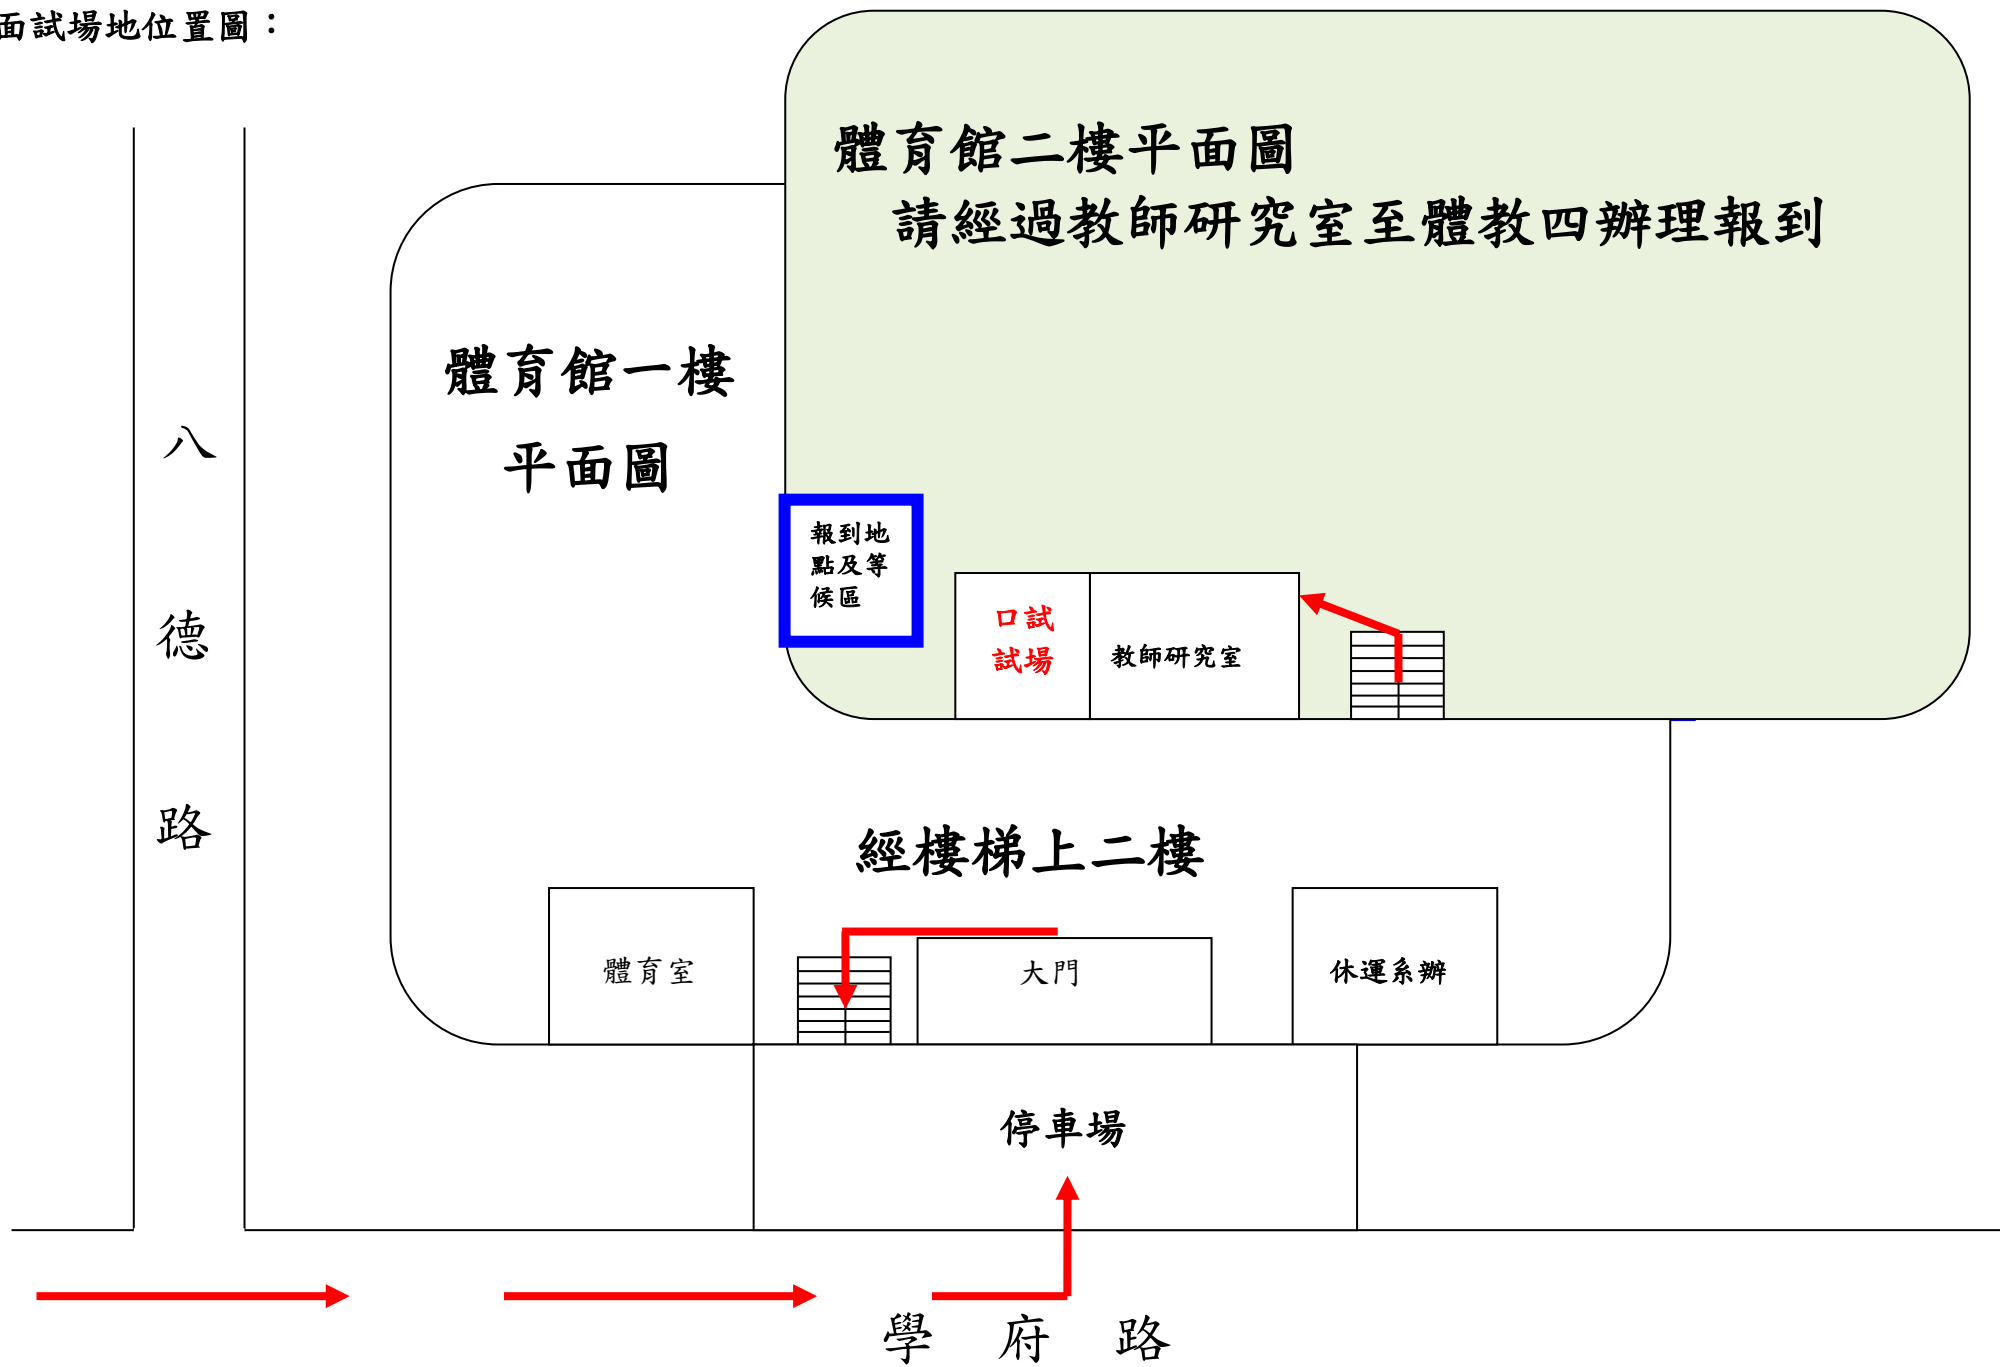 面試場地位置圖：
體育館二樓平面圖
請經過教師研究室至體教四辦理報到
體育館一樓
平面圖
八
德
路
報到地
點及等
候區
口試
試場
教師研究室
經樓梯上二樓
體育室
大門
休運系辦
停車場
學 府 路